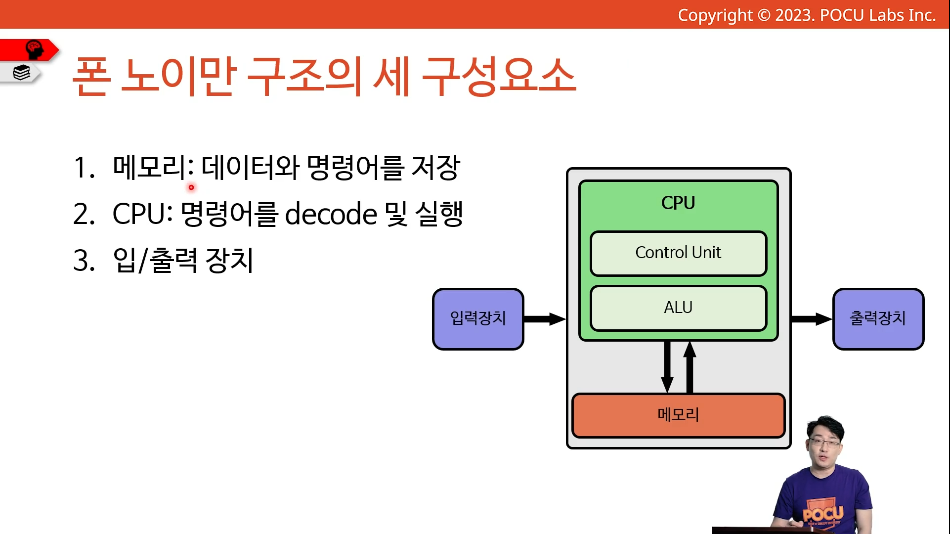 Copyright © 2023. POCU Labs Inc.
폰 노이만 구조의 세 구성요소
1. 메모리: 데이터와 명령어를 저장
2. CPU: 명령어를 decode 및 실행
3. 입/출력 장치
CPU
Control Unit
ALU
입력장치
출력장치
메모리
POCU